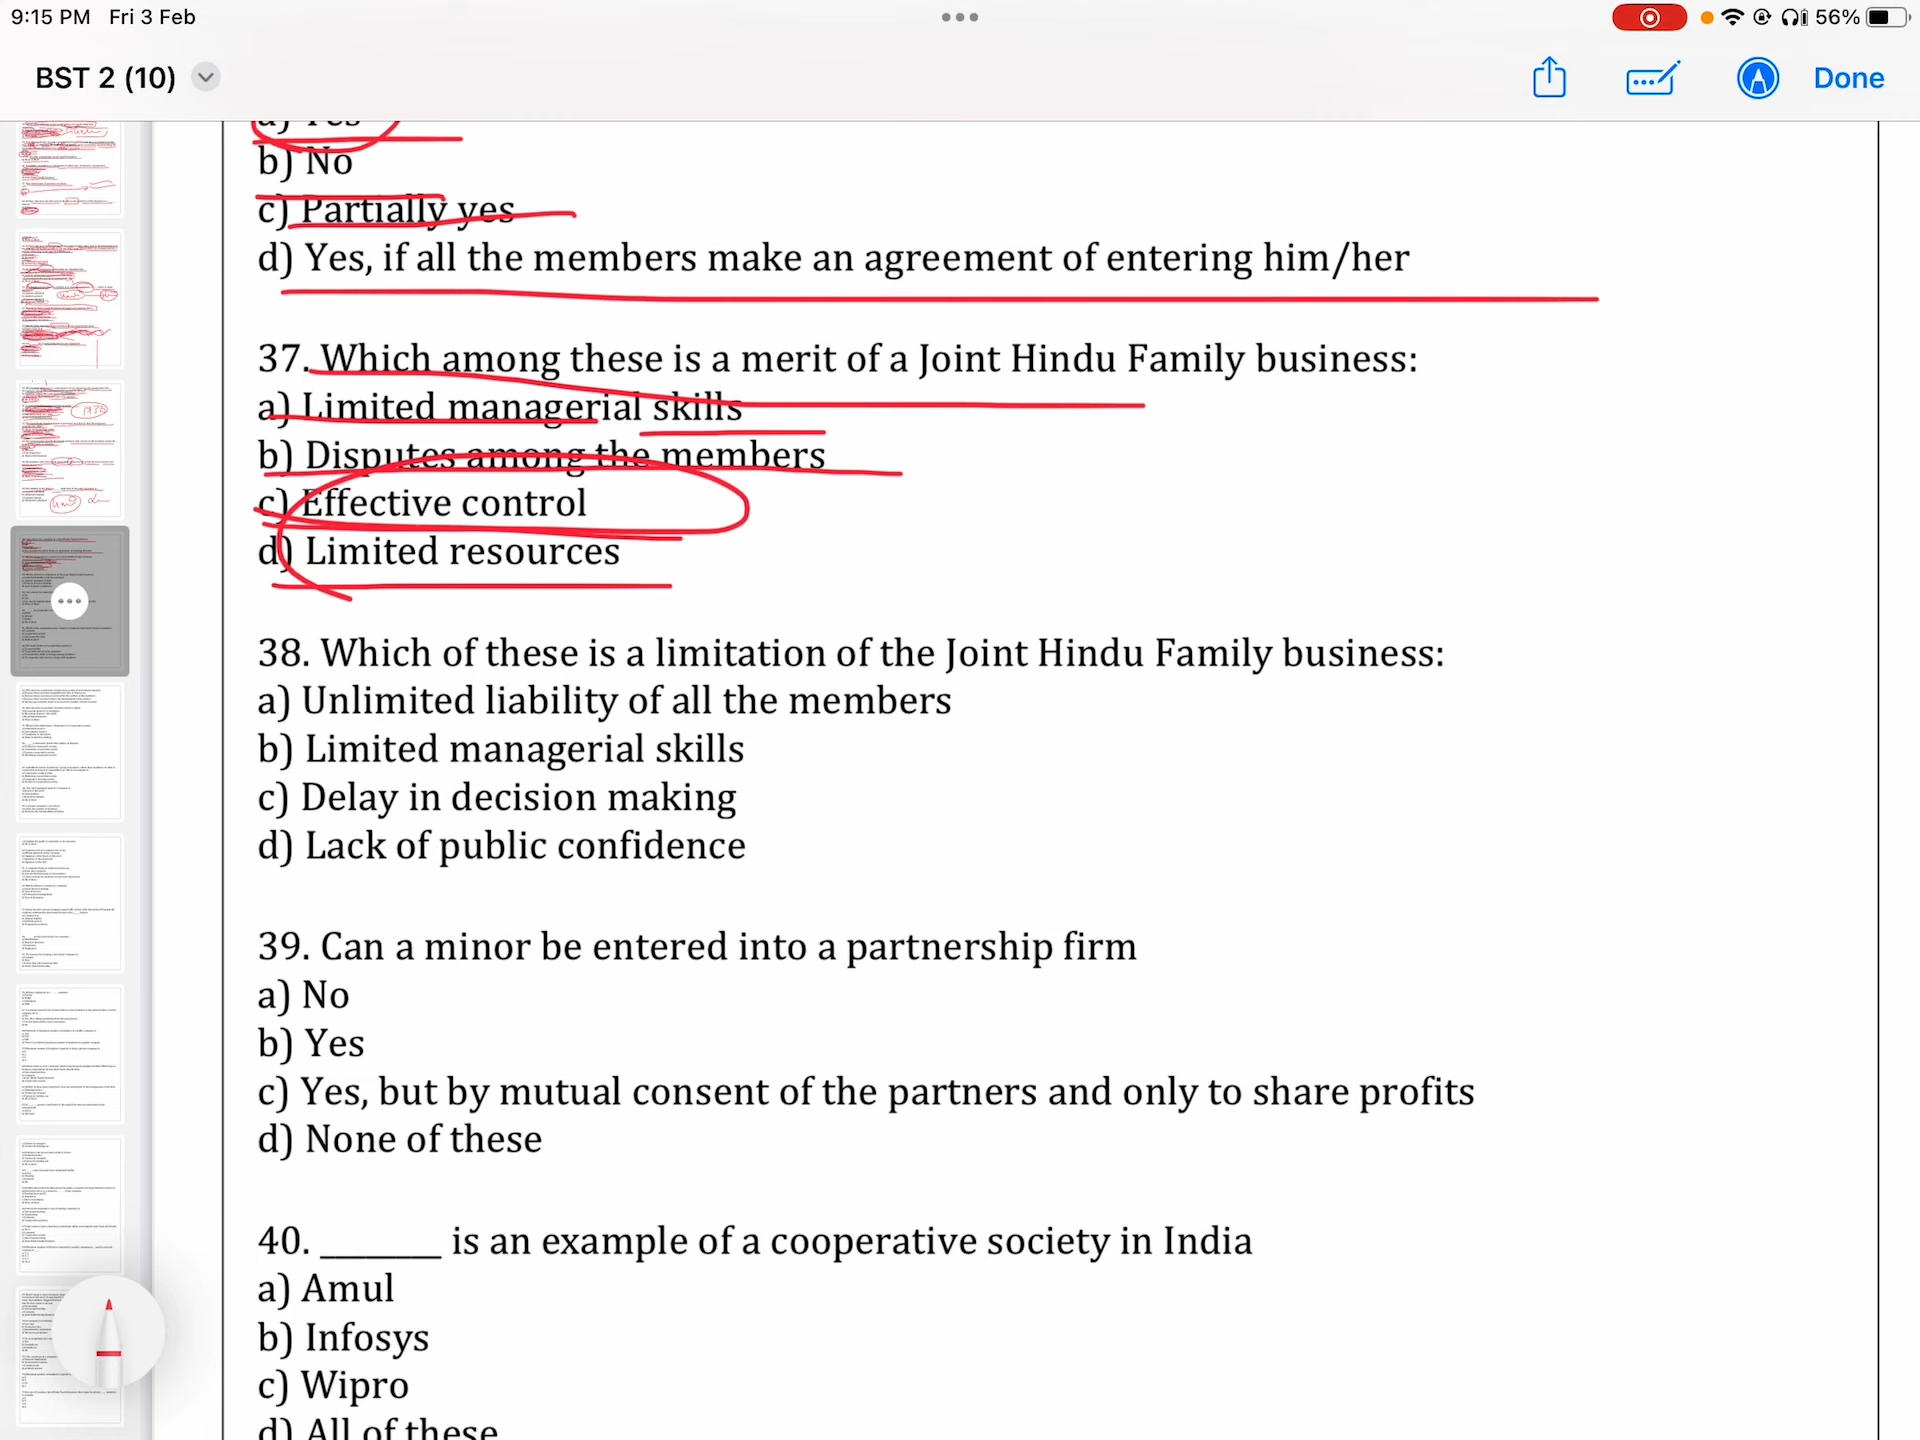 9:15 PM Fri 3 Feb
56%
BST 2 (10)
Done
a) Yes
b) No
c) Partially yes
d) Yes, if all the members make an agreement of entering him/her
37. Which among these is a merit of a Joint Hindu Family business:
a) Limited managerial skills
b) Disputes among the members
c) Effective control
d) Limited resources
38. Which of these is a limitation of the Joint Hindu Family business:
a) Unlimited liability of all the members
b) Limited managerial skills
c) Delay in decision making
d) Lack of public confidence
39. Can a minor be entered into a partnership firm
a) No
b) Yes
c) Yes, but by mutual consent of the partners and only to share profits
d) None of these
40. ________ is an example of a cooperative society in India
a) Amul
b) Infosys
c) Wipro
d) All of these